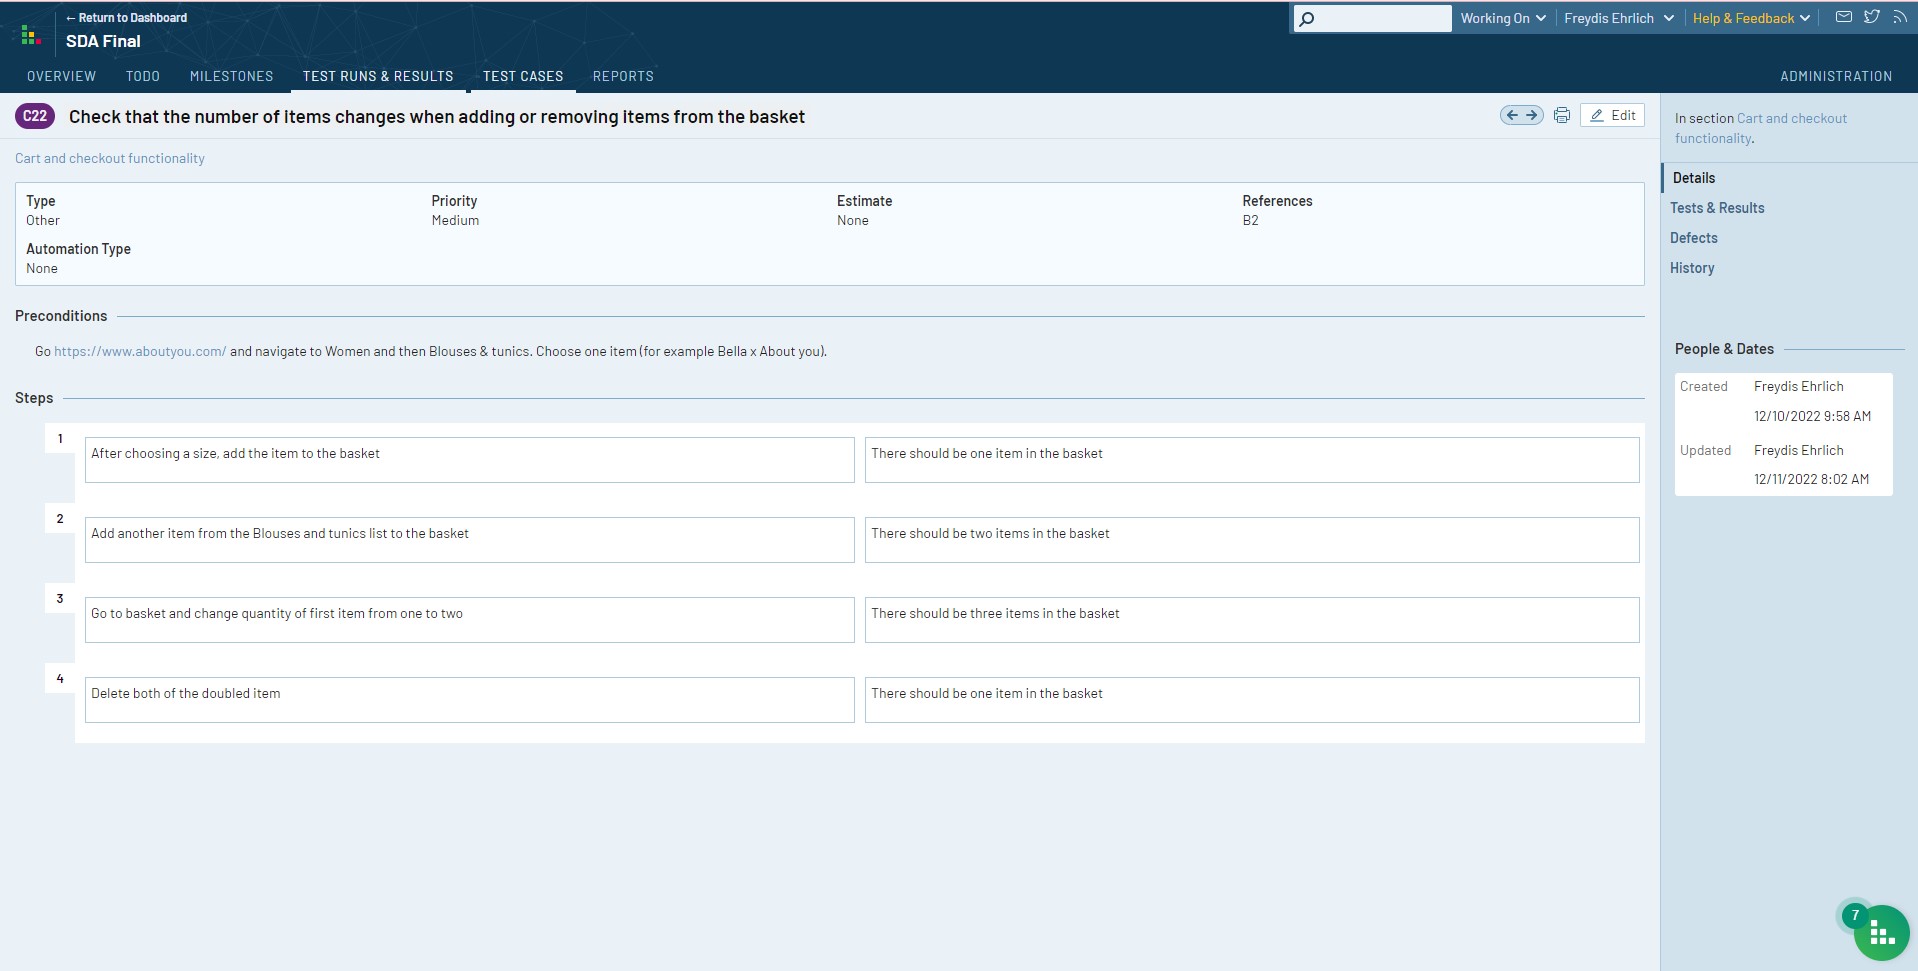 ← Return to Dashboard
SDA Final
Working On
Freydis Ehrlich
Help & Feedback
OVERVIEW TODO MILESTONES TEST RUNS & RESULTS TEST CASES REPORTS ADMINISTRATION
C22 Check that the number of items changes when adding or removing items from the basket
Edit
Cart and checkout functionality
Type Priority Estimate References
Other Medium None B2
Automation Type
None
Preconditions
Go https://www.aboutyou.com/ and navigate to Women and then Blouses & tunics. Choose one item (for example Bella x About you).
Steps
1
After choosing a size, add the item to the basket
There should be one item in the basket
2
Add another item from the Blouses and tunics list to the basket
There should be two items in the basket
3
Go to basket and change quantity of first item from one to two
There should be three items in the basket
4
Delete both of the doubled item
There should be one item in the basket
In section Cart and checkout
functionality.
Details
Tests & Results
Defects
History
People & Dates
Created Freydis Ehrlich
12/10/2022 9:58 AM
Updated Freydis Ehrlich
12/11/2022 8:02 AM
7